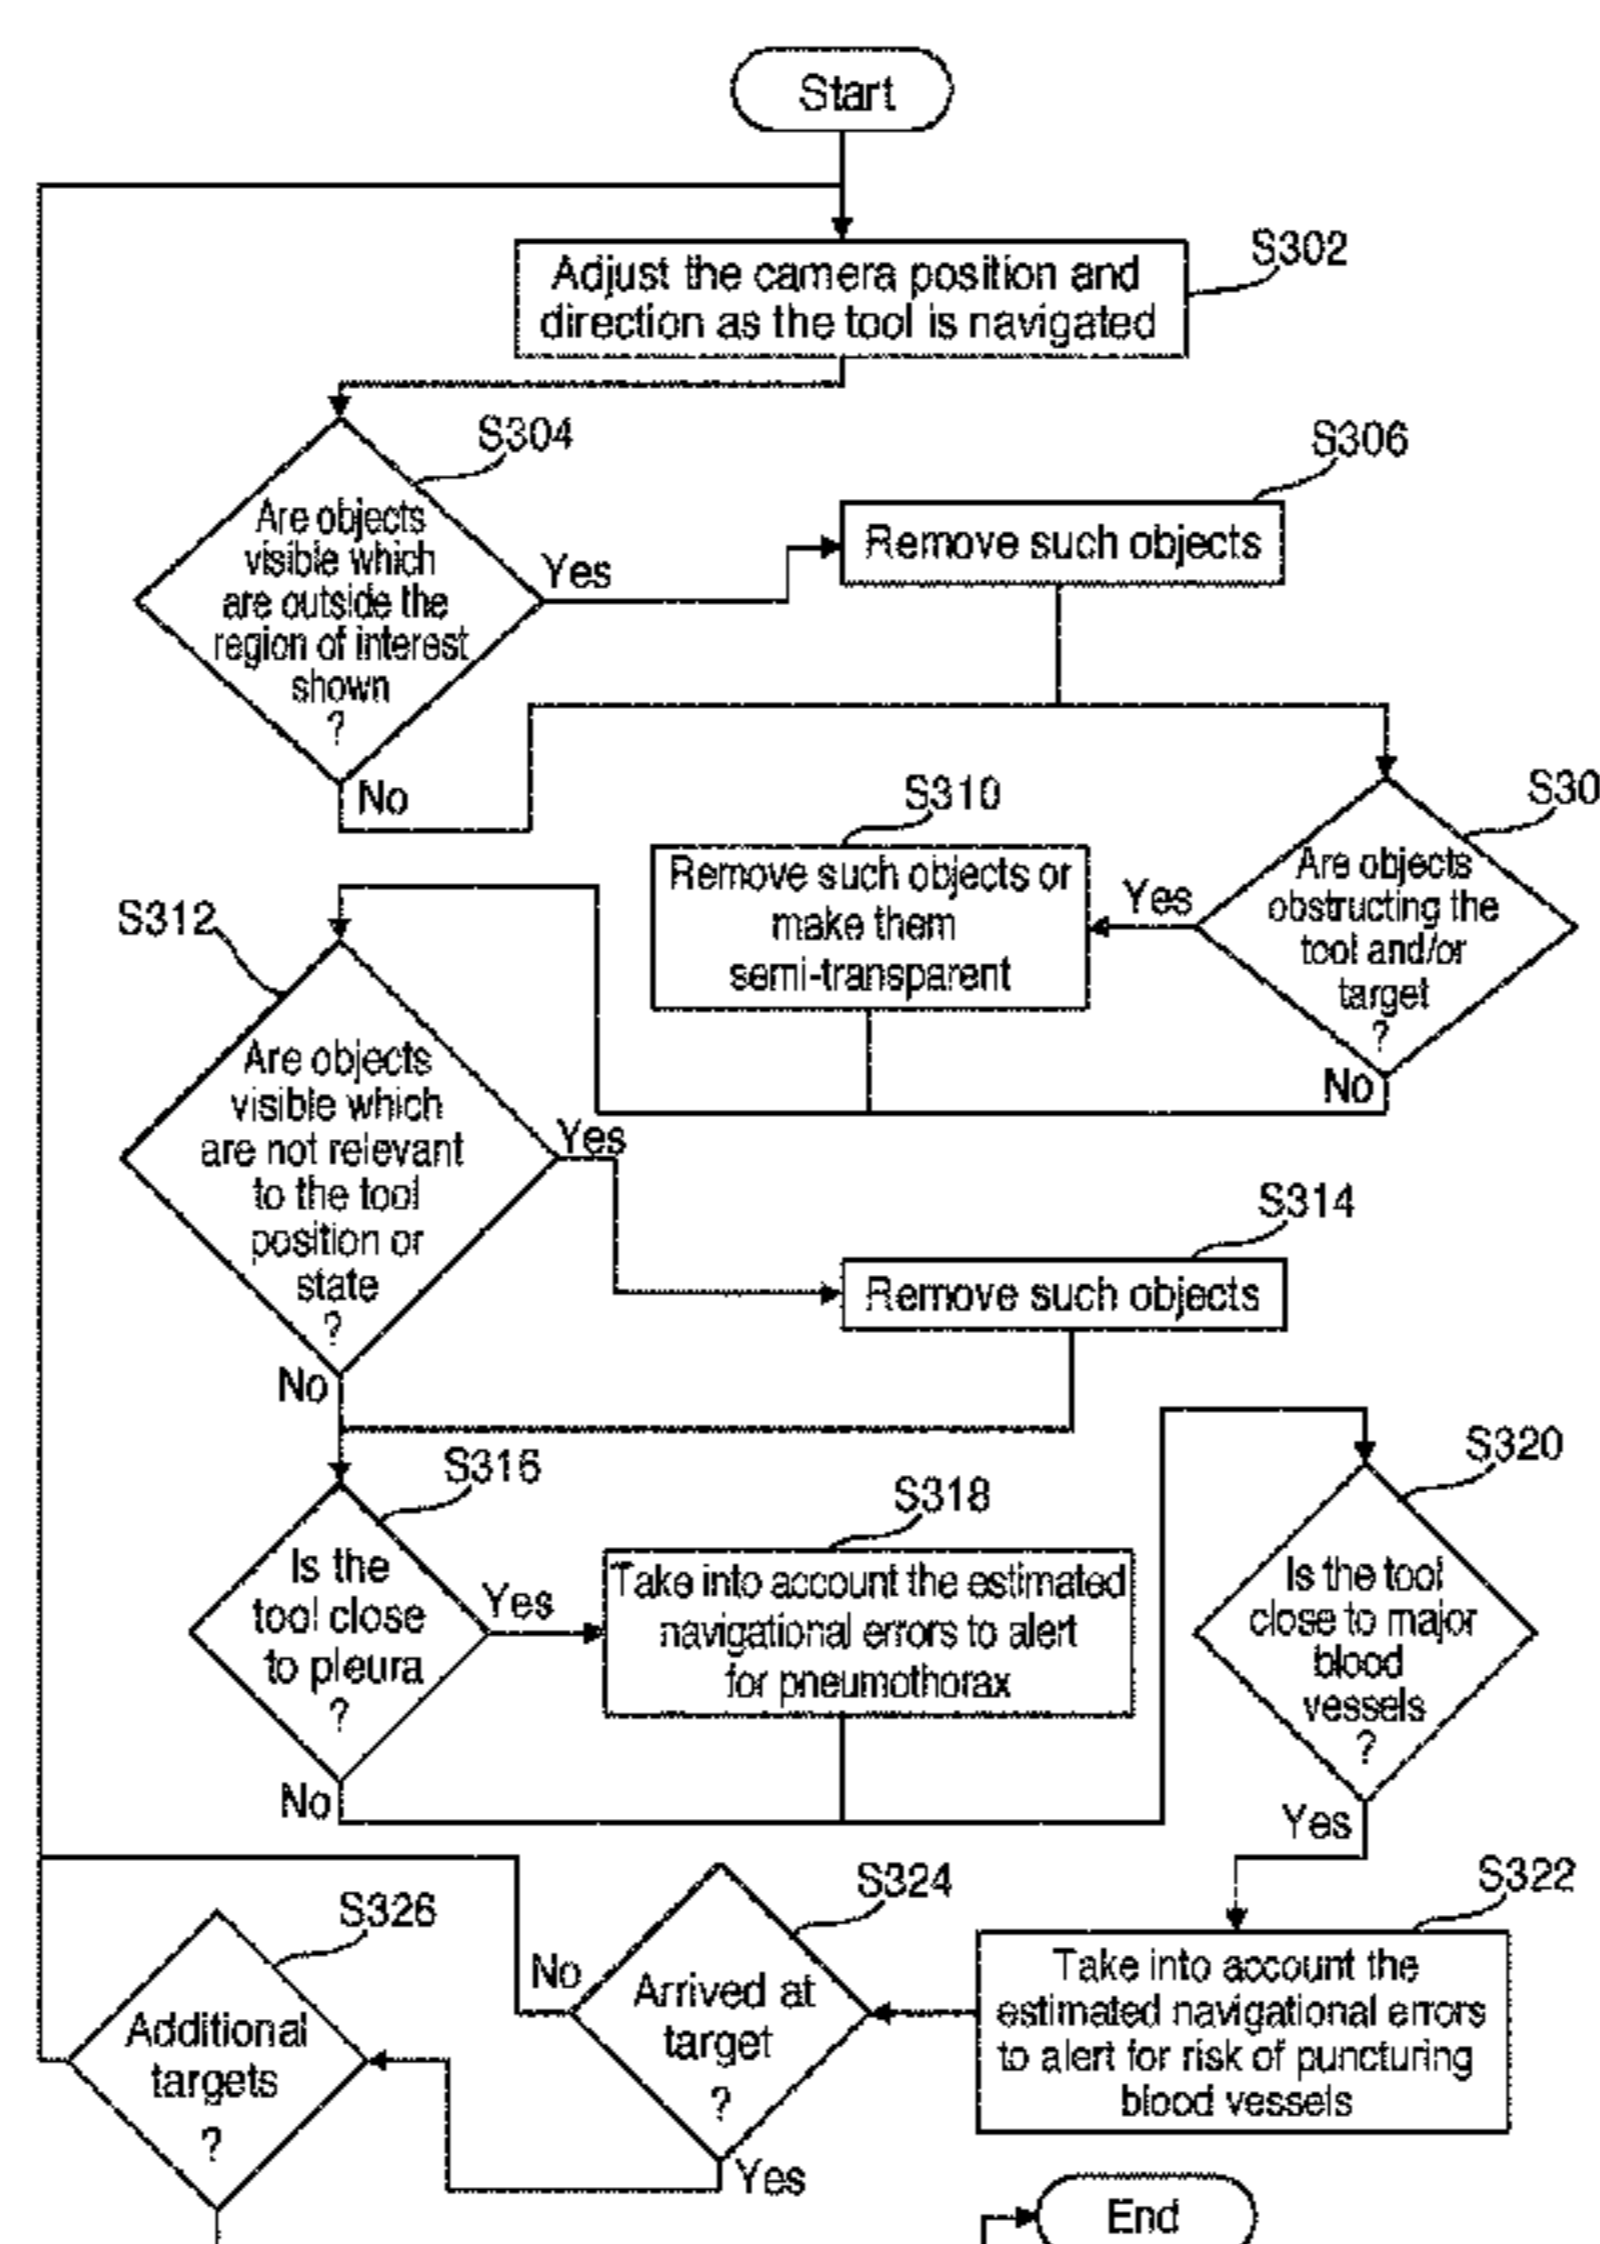 Start
S302
Adjust the camera position and
direction as the tool is navigated
S304
Are objects
visible which
are outside the
region of interest
shown
?
Yes
No
S306
Remove such objects
S30
Are objects
obstructing the
tool and/or
target
?
Yes
No
S310
Remove such objects or
make them
semi-transparent
S312
Are objects
visible which
are not relevant
to the tool
position or
state
?
Yes
No
S314
Remove such objects
S316
Is the
tool close
to pleura
?
Yes
No
S318
Take into account the estimated
navigational errors to alert
for pneumothorax
S320
Is the tool
close to major
blood
vessels
?
Yes
S322
Take into account the
estimated navigational errors
to alert for risk of puncturing
blood vessels
S324
Arrived at
target
?
No
Yes
S326
Additional
targets
?
End